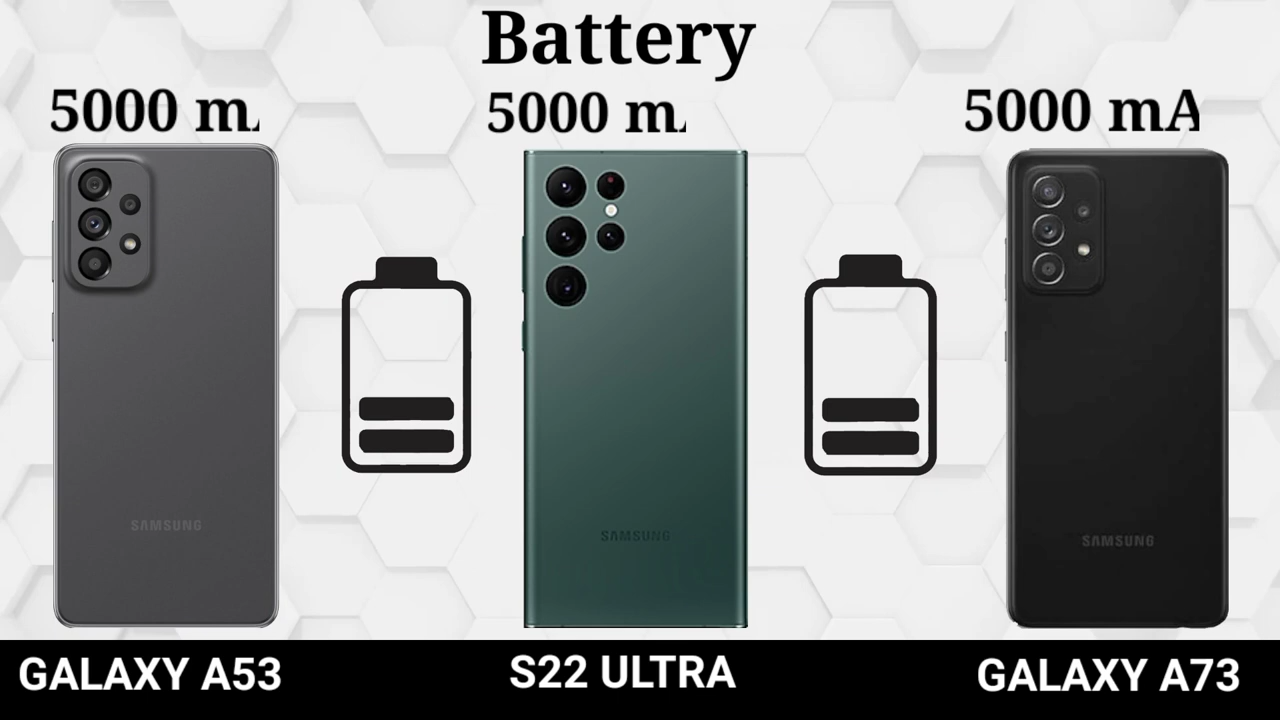 Battery
5000 m
5000 m
5000 mA
SAMSUNG
SAMSUNG
SAMSUNG
GALAXY A53
S22 ULTRA
GALAXY A73